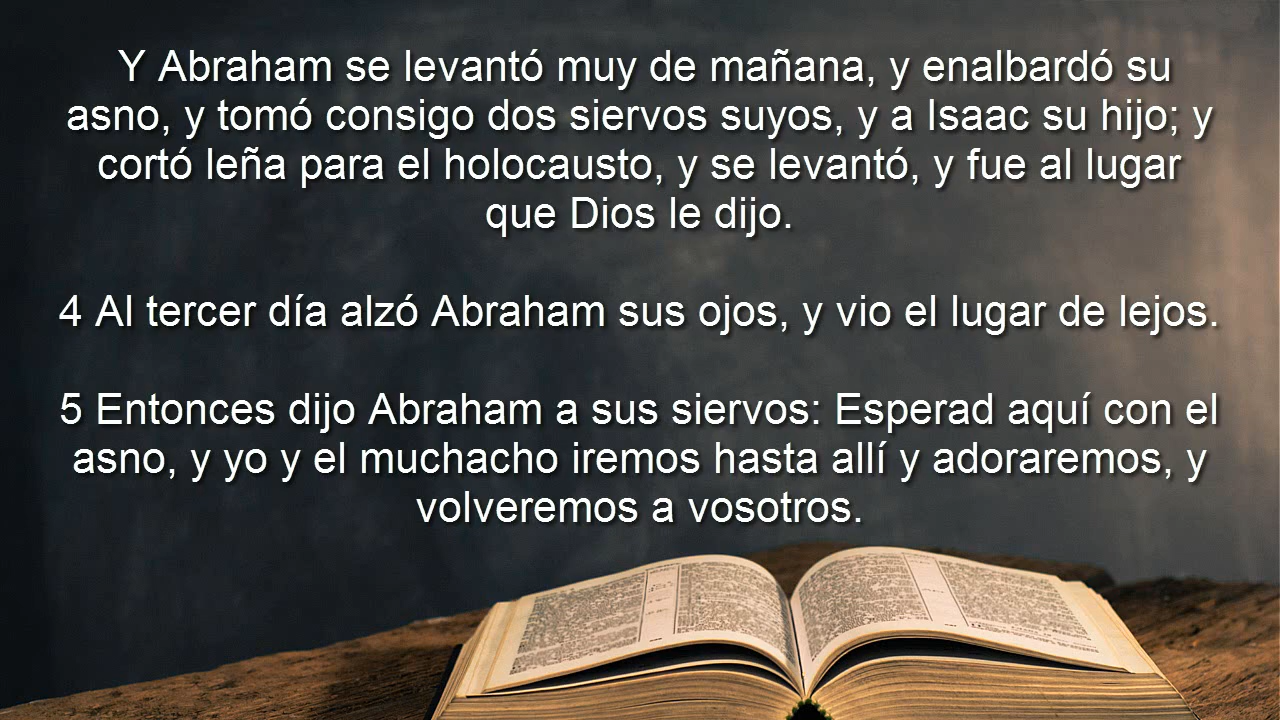 Y Abraham se levantó muy de mañana, y enalbardó su
asno, y tomó consigo dos siervos suyos, y a Isaac su hijo; y
cortó leña para el holocausto, y se levantó, y fue al lugar
que Dios le dijo.
4 Al tercer día alzó Abraham sus ojos, y vio el lugar de lejos.
5 Entonces dijo Abraham a sus siervos: Esperad aquí con el
asno, y yo y el muchacho iremos hasta allí y adoraremos, y
volveremos a vosotros.